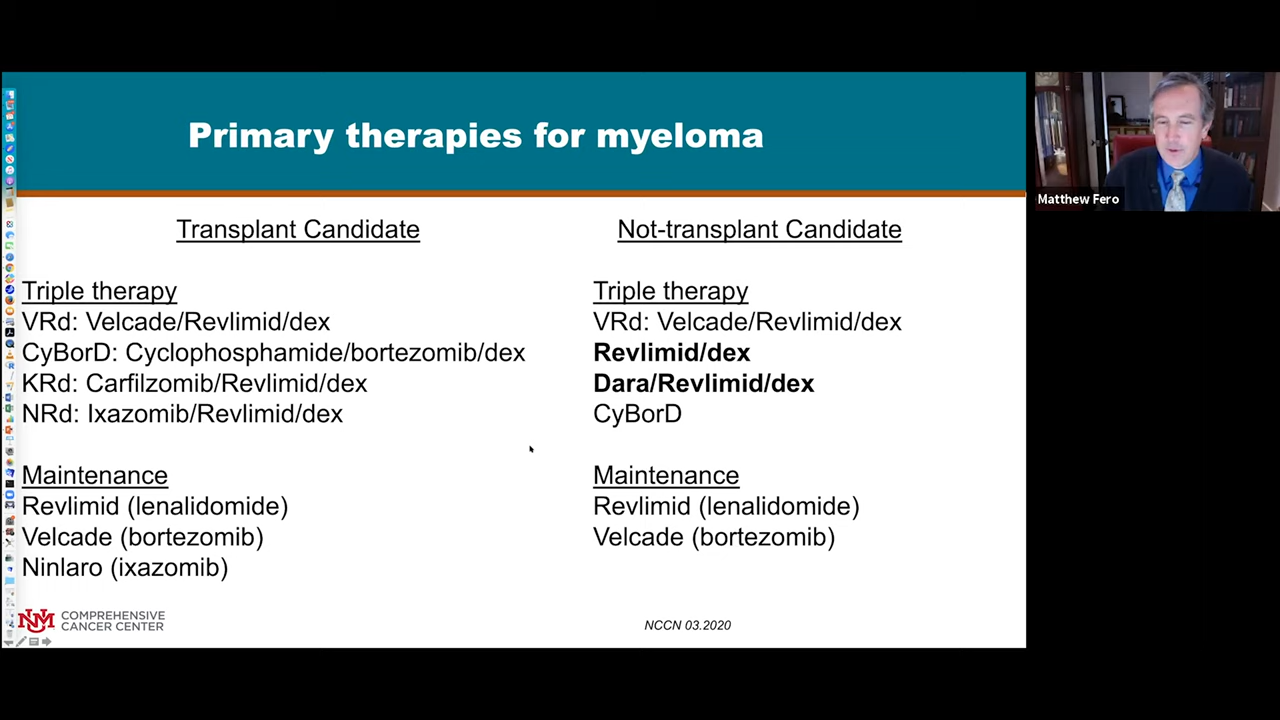 Primary therapies for myeloma
Matthew Fero
Transplant Candidate
Triple therapy
VRd: Velcade/Revlimid/dex
CyBorD: Cyclophosphamide/bortezomib/dex
KRd: Carfilzomib/Revlimid/dex
NRd: Ixazomib/Revlimid/dex
Maintenance
Revlimid (lenalidomide)
Velcade (bortezomib)
Ninlaro (ixazomib)
Not-transplant Candidate
Triple therapy
VRd: Velcade/Revlimid/dex
Revlimid/dex
Dara/Revlimid/dex
CyBorD
Maintenance
Revlimid (lenalidomide)
Velcade (bortezomib)
UNM
COMPREHENSIVE
CANCER CENTER
NCCN 03.2020